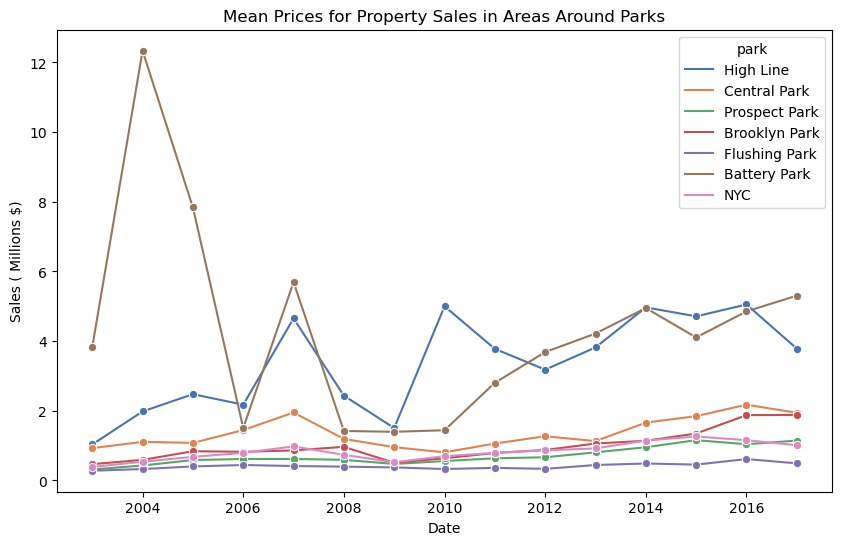 Mean Prices for Property Sales in Areas Around Parks
park
High Line
Central Park
Prospect Park
Brooklyn Park
Flushing Park
Battery Park
NYC
Sales ( Millions $)
12
10
8
6
4
2
0
2004 2006 2008 2010 2012 2014 2016
Date